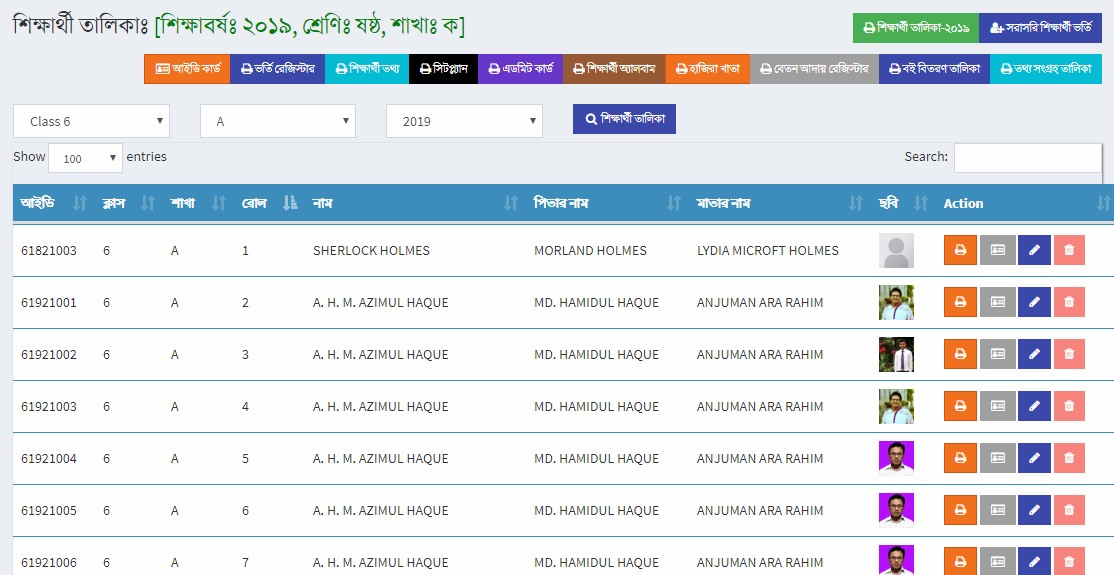 শিক্ষার্থী তালিকাঃ [শিক্ষাবর্ষঃ ২০১৯, শ্রেণিঃ ষষ্ঠ, শাখাঃ ক]
শিক্ষার্থী তালিকা-২০১৯ সরাসরি শিক্ষার্থী ভর্তি
আইডি কার্ড ভর্তি রেজিস্টার শিক্ষার্থী তথ্য সিটপ্ল্যান এডমিট কার্ড শিক্ষার্থী অ্যালবাম হাজিরা খাতা বেতন আদায় রেজিস্টার বই বিতরণ তালিকা তথ্য সংগ্রহ তালিকা
Class 6 A 2019 শিক্ষার্থী তালিকা
Show 100 entries Search:
আইডি ক্লাস শাখা রোল নাম পিতার নাম মাতার নাম ছবি Action
61821003 6 A 1 SHERLOCK HOLMES MORLAND HOLMES LYDIA MICROFT HOLMES
61921001 6 A 2 A. H. M. AZIMUL HAQUE MD. HAMIDUL HAQUE ANJUMAN ARA RAHIM
61921002 6 A 3 A. H. M. AZIMUL HAQUE MD. HAMIDUL HAQUE ANJUMAN ARA RAHIM
61921003 6 A 4 A. H. M. AZIMUL HAQUE MD. HAMIDUL HAQUE ANJUMAN ARA RAHIM
61921004 6 A 5 A. H. M. AZIMUL HAQUE MD. HAMIDUL HAQUE ANJUMAN ARA RAHIM
61921005 6 A 6 A. H. M. AZIMUL HAQUE MD. HAMIDUL HAQUE ANJUMAN ARA RAHIM
61921006 6 A 7 A. H. M. AZIMUL HAQUE MD. HAMIDUL HAQUE ANJUMAN ARA RAHIM